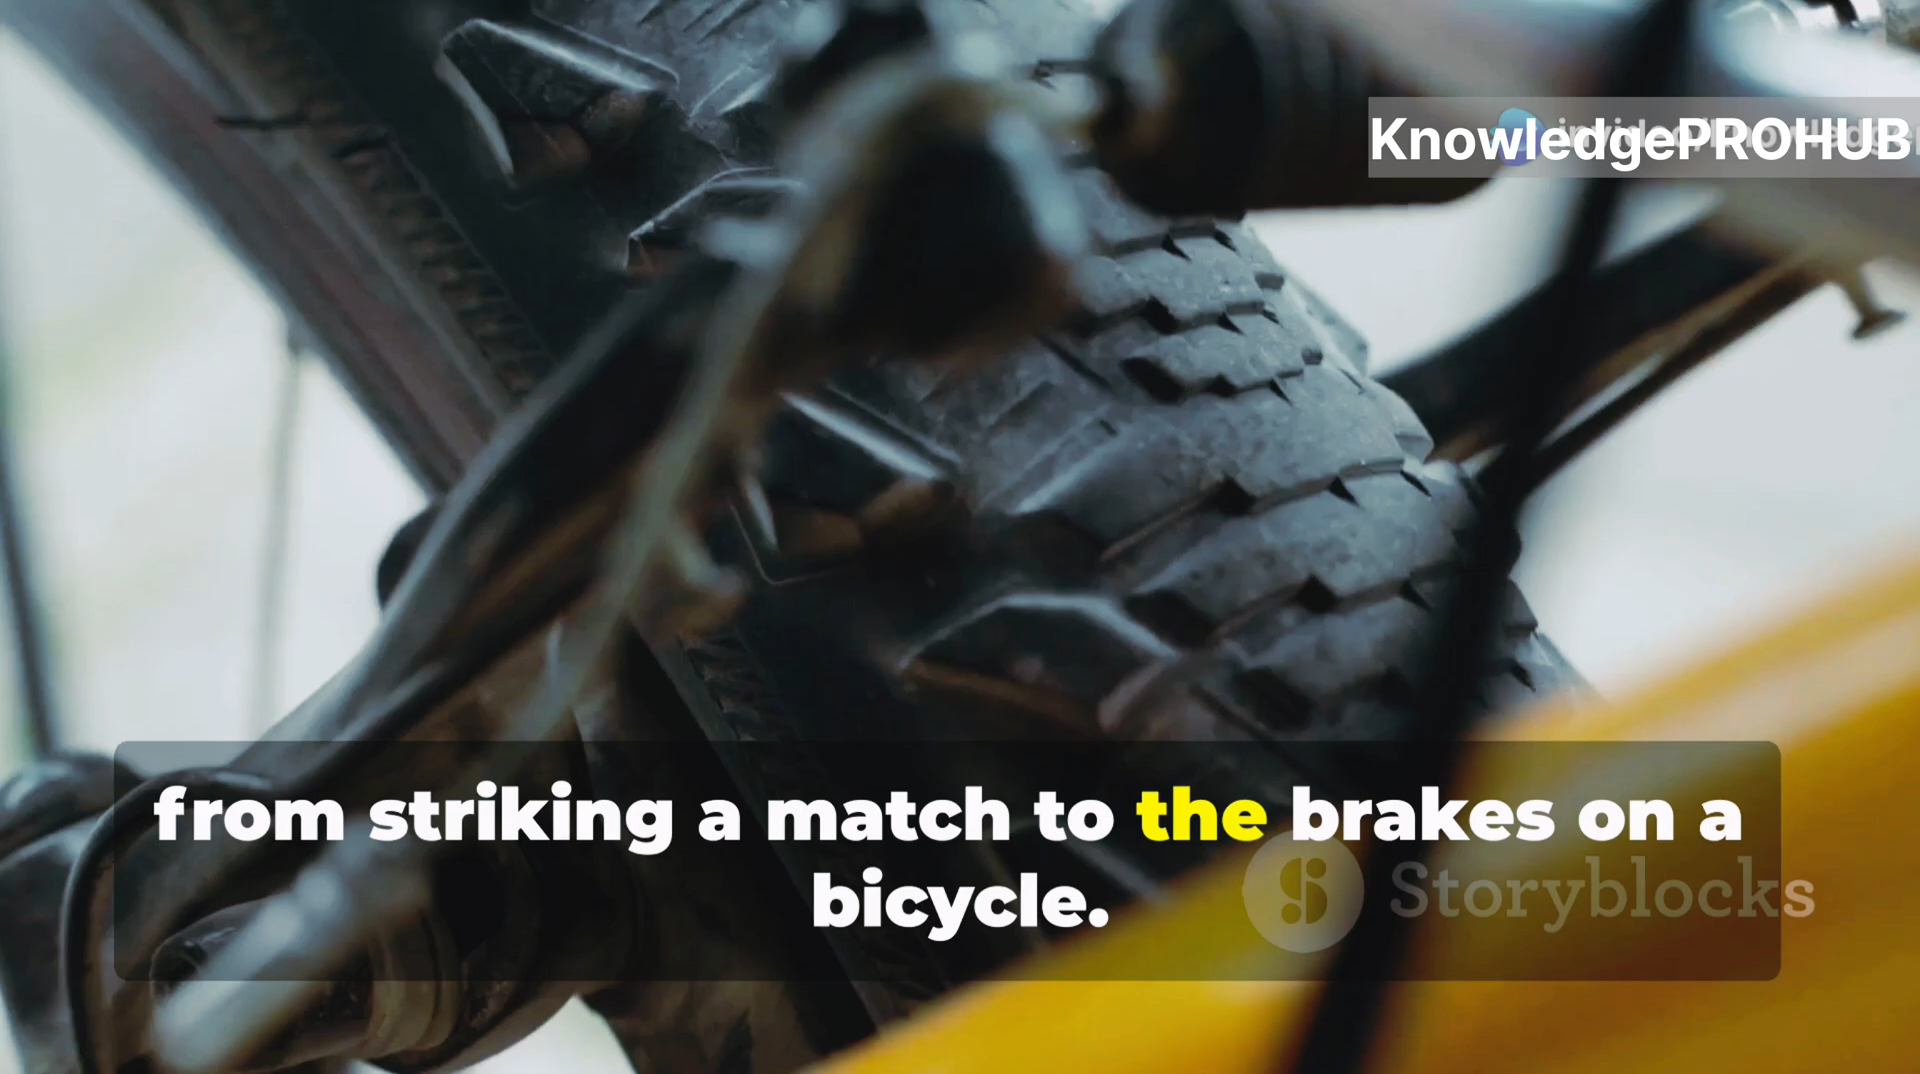 KnowledgePROHUB
from striking a match to the brakes on a
bicycle.
Storyblocks